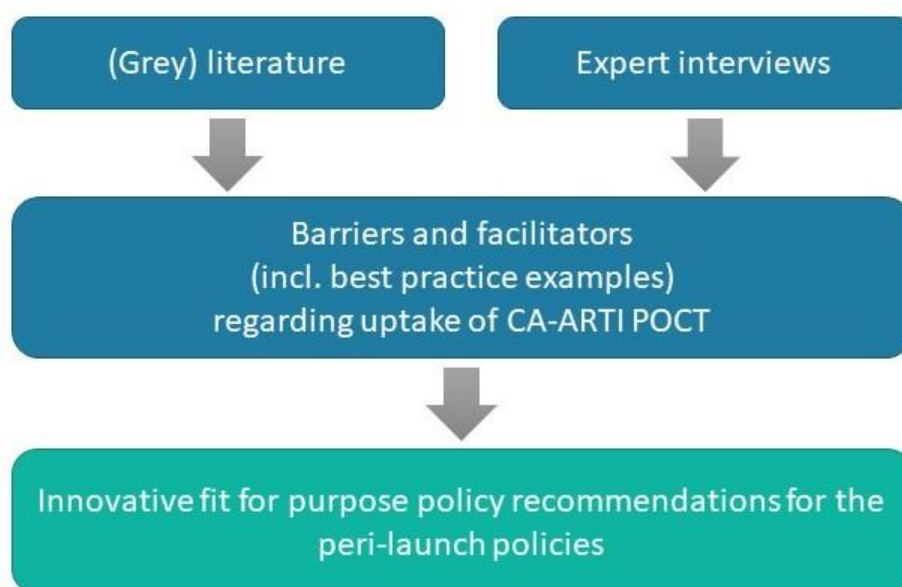 (Grey) literature
Expert interviews
Barriers and facilitators
(incl. best practice examples)
regarding uptake of CA-ARTI POCT
Innovative fit for purpose policy recommendations for the
peri-launch policies